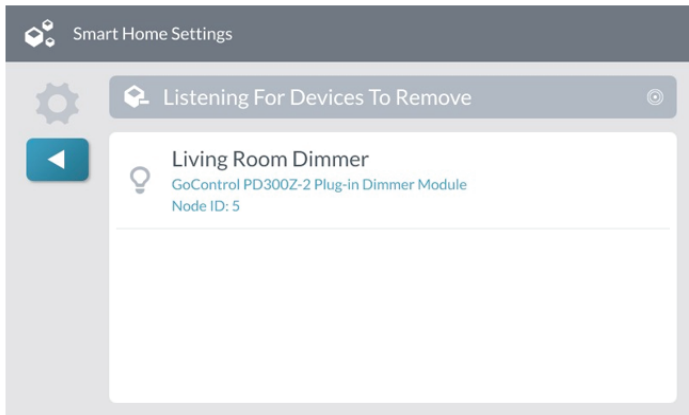 Smart Home Settings
Listening For Devices To Remove
Living Room Dimmer
GoControl PD300Z-2 Plug-in Dimmer Module
Node ID: 5